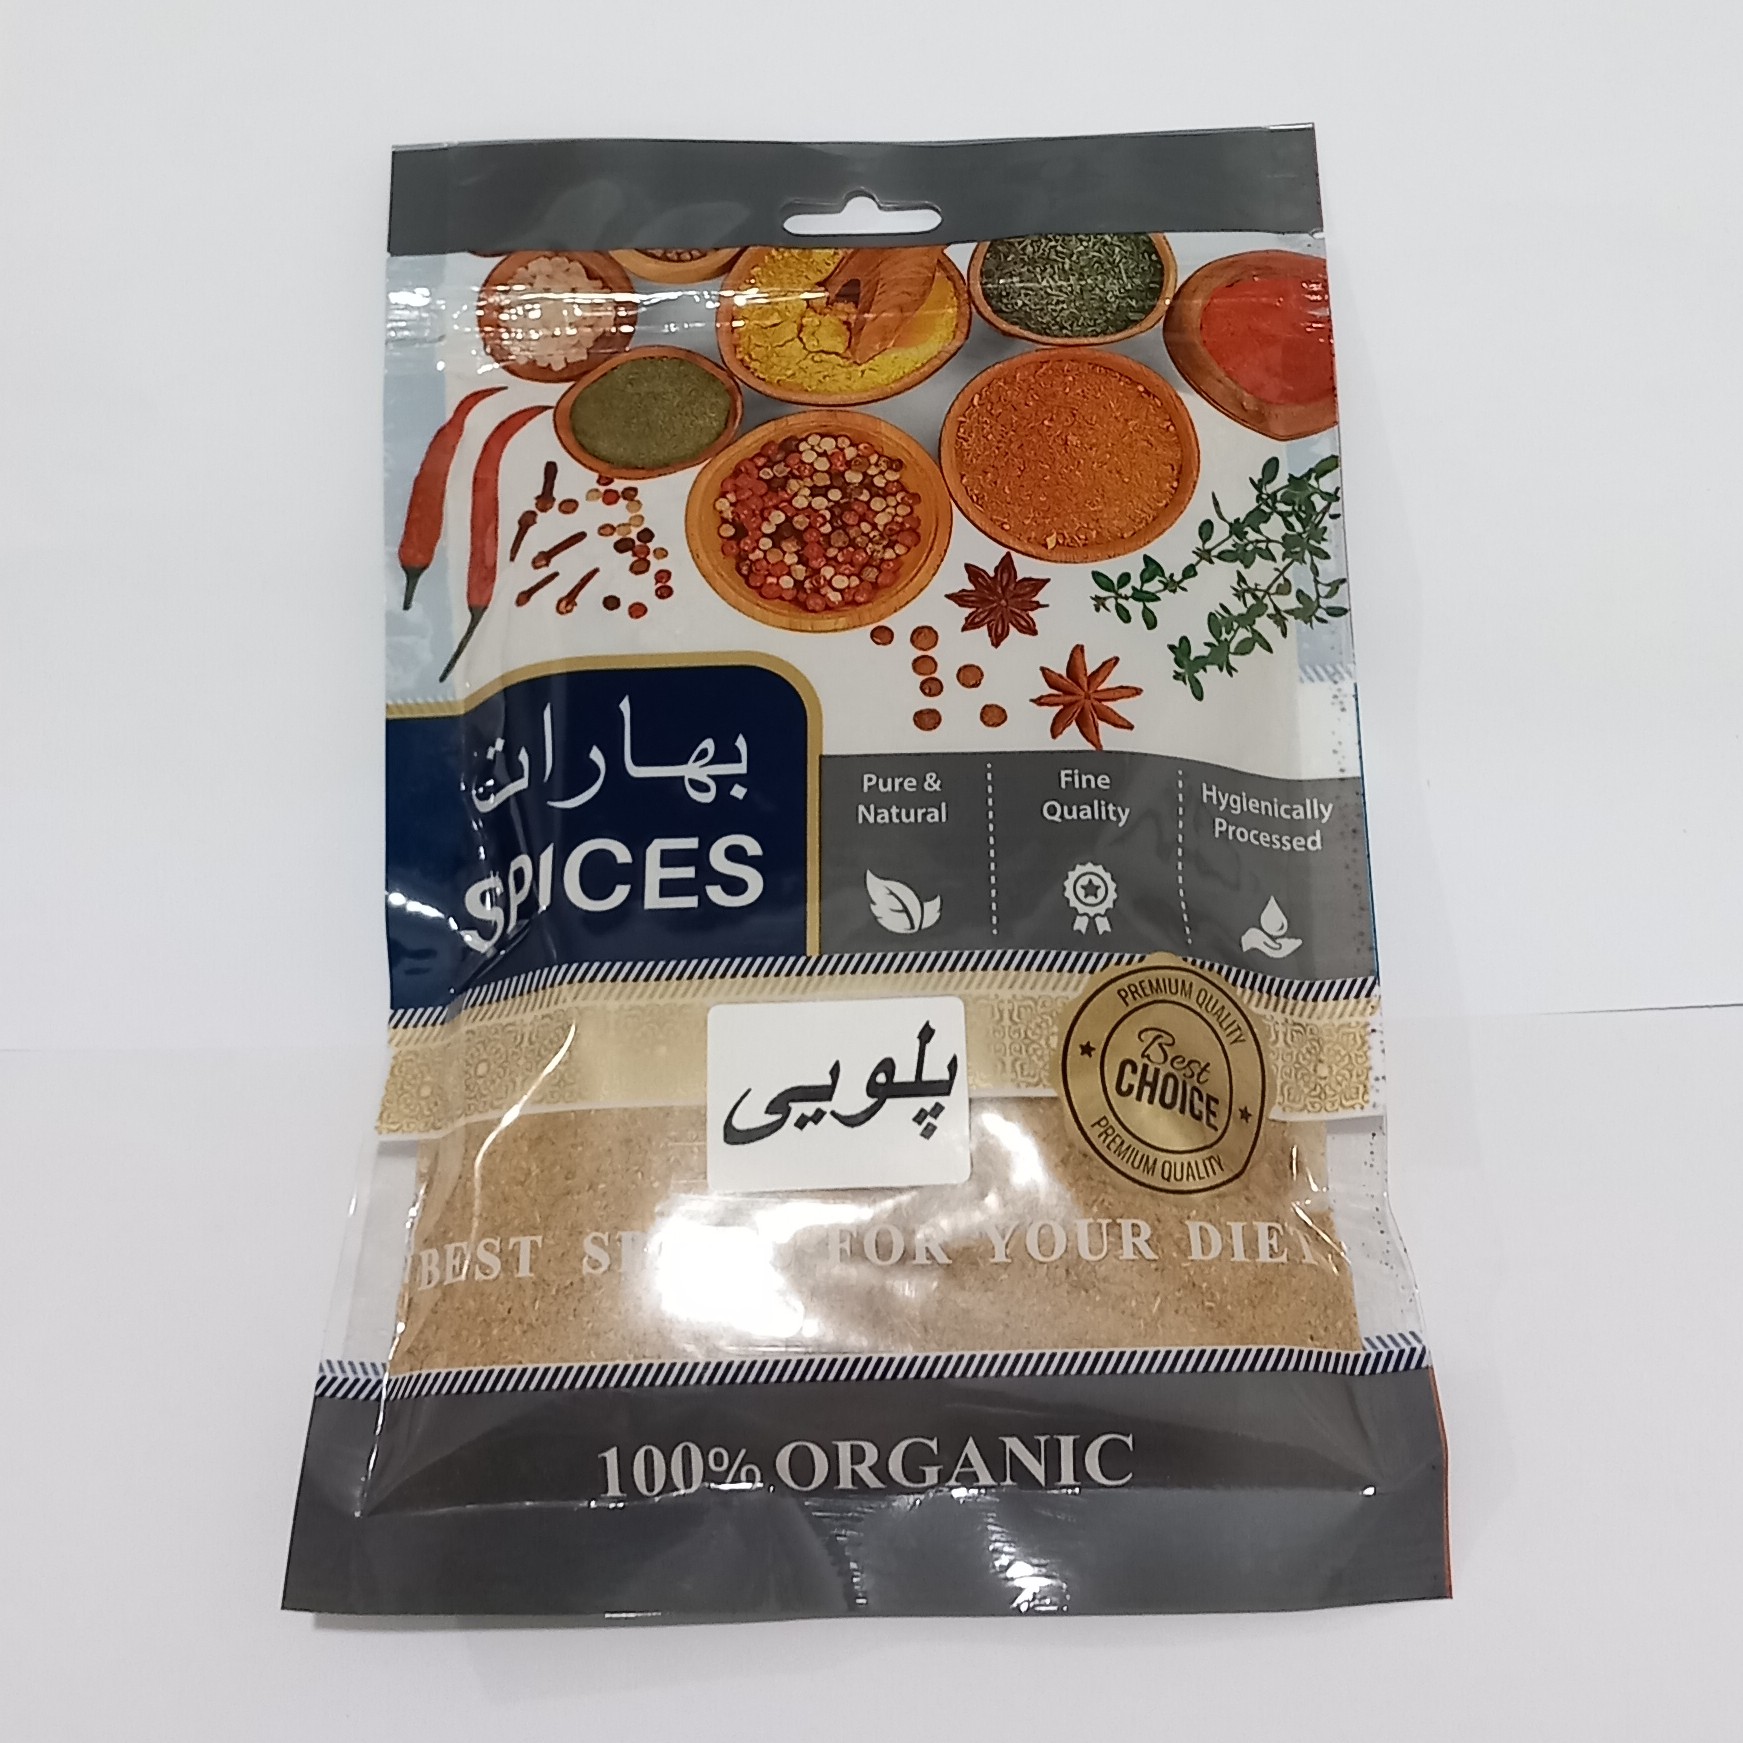 بهارات
SPICES
Pure &
Natural
Fine
Quality
Hygienically
Processed
PREMIUM QUALITY
Best
CHOICE
PREMIUM QUALITY
پلویی
BEST FOR YOUR DIET
100% ORGANIC